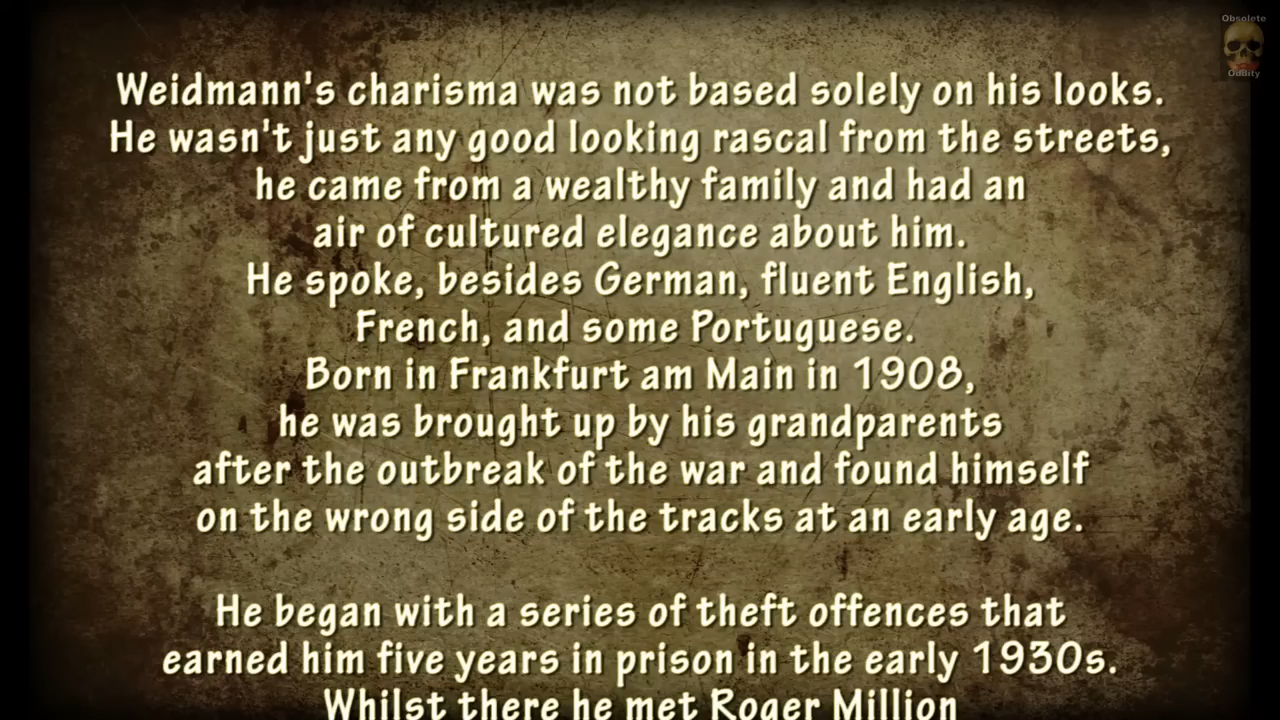 Obsolete
Oddity
Weidmann's charisma was not based solely on his looks.
He wasn't just any good looking rascal from the streets,
he came from a wealthy family and had an
air of cultured elegance about him.
He spoke, besides German, fluent English,
French, and some Portuguese.
Born in Frankfurt am Main in 1908,
he was brought up by his grandparents
after the outbreak of the war and found himself
on the wrong side of the tracks at an early age.
He began with a series of theft offences that
earned him five years in prison in the early 1930s.
Whilst there he met Roger Million